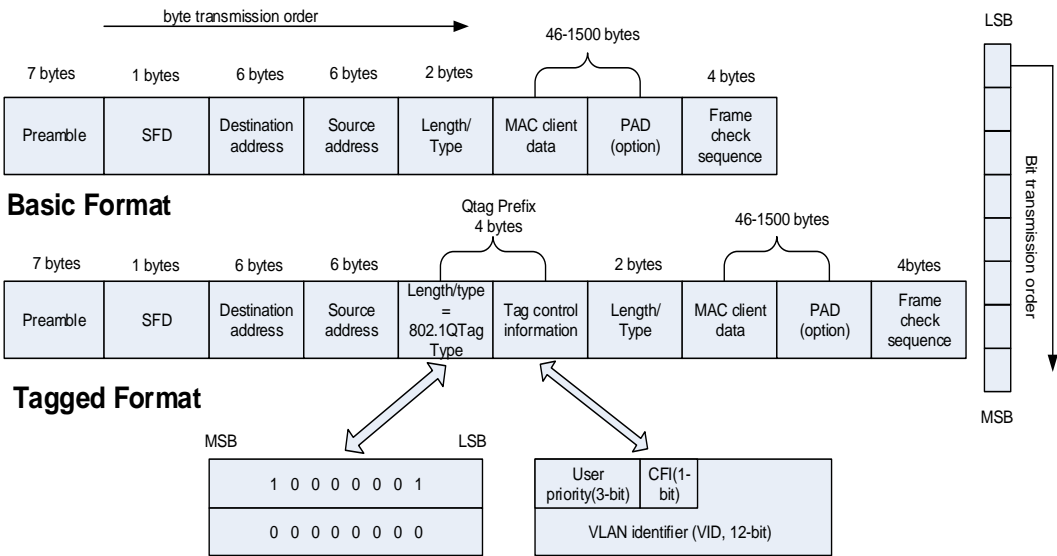 byte transmission order
LSB
46-1500 bytes
7 bytes
1 bytes
6 bytes
6 bytes
2 bytes
4 bytes
Preamble
SFD
Destination
address
Source
address
Length/
Type
MAC client
data
PAD
(option)
Frame
check
sequence
Bit transmission order
Basic Format
Qtag Prefix
4 bytes
46-1500 bytes
7 bytes
1 bytes
6 bytes
6 bytes
2 bytes
4bytes
Preamble
SFD
Destination
address
Source
address
Length/type
=
802.1QTag
Type
Tag control
information
Length/
Type
MAC client
data
PAD
(option)
Frame
check
sequence
Tagged Format
MSB
MSB
LSB
1 0 0 0 0 0 0 1
0 0 0 0 0 0 0 0
User
priority(3-bit)
CFI(1-
bit)
VLAN identifier (VID, 12-bit)